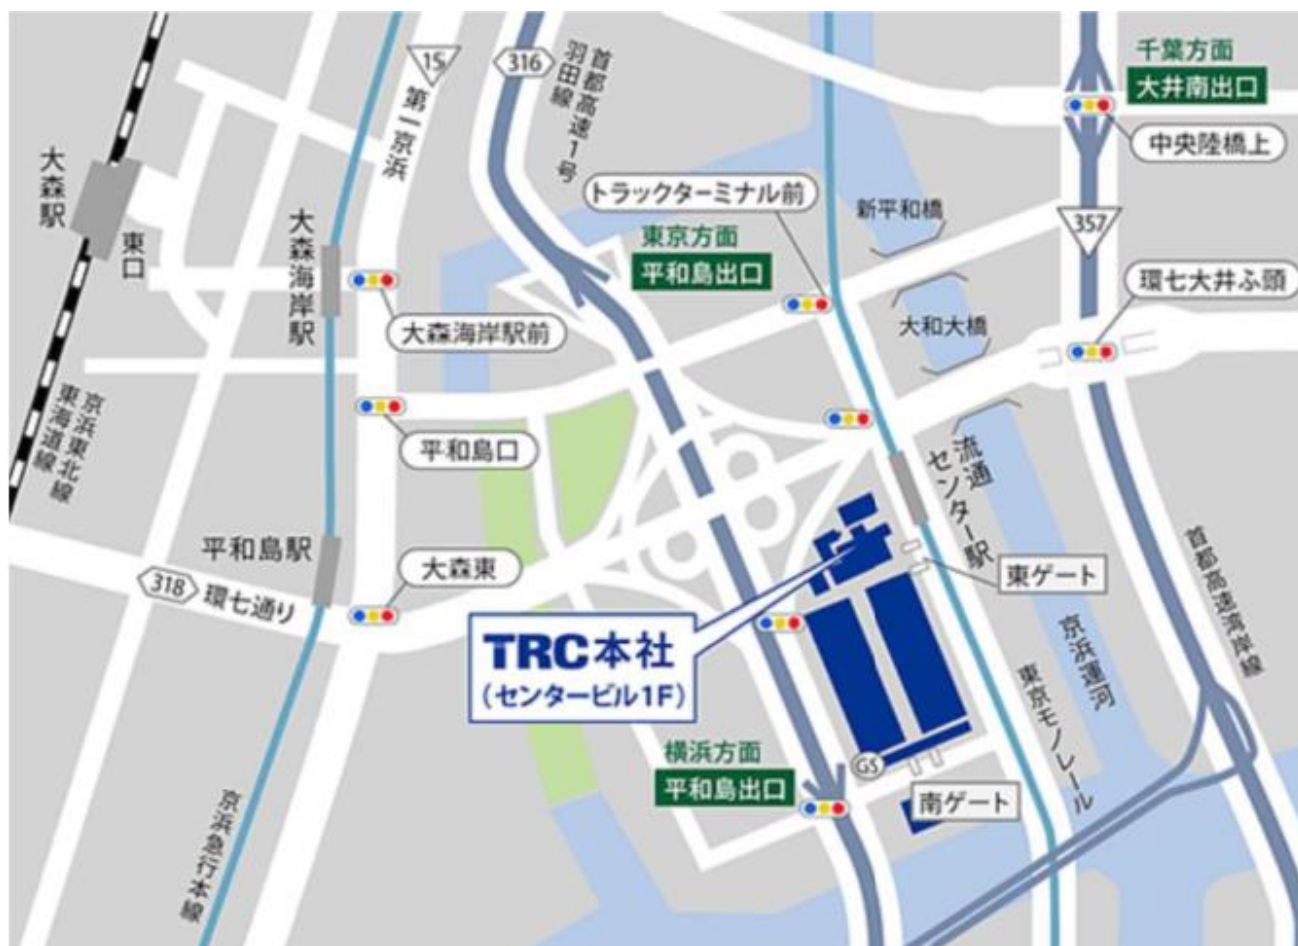 千葉方面
大井南出口
中央陸橋上
15
第一京浜
316
首都高速1号
羽田線
大森駅
東口
大森海岸駅
トラックターミナル前
新平和橋
357
東京方面
平和島出口
環七大井ふ頭
大森海岸駅前
大和大橋
京浜東北線
東海道線
平和島口
流通
センター駅
平和島駅
大森東
318
環七通り
東ゲート
首都高速湾岸線
TRC本社
(センタービル1F)
京浜運河
東京モノレール
横浜方面
平和島出口
GS
南ゲート
京浜急行本線